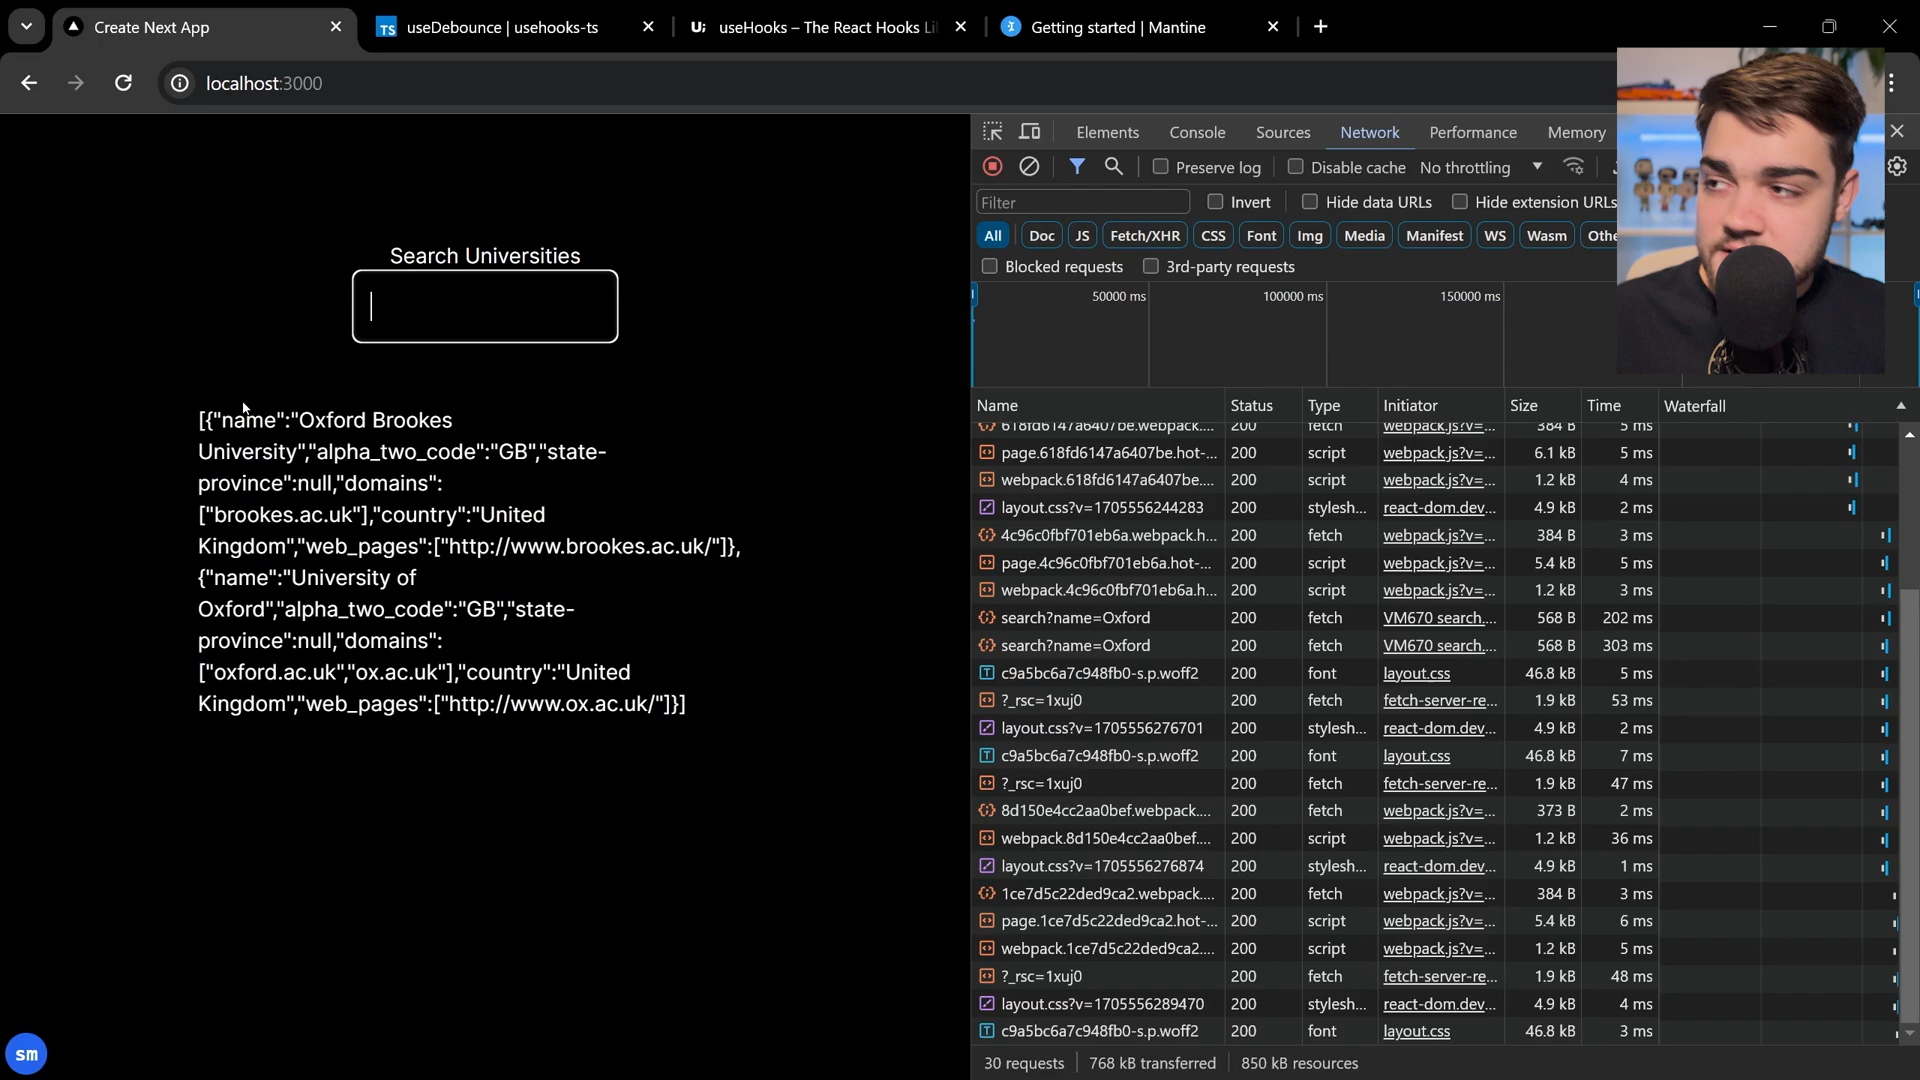 Create Next App
TS useDebounce | usehooks-ts
U; useHooks – The React Hooks Li
Getting started | Mantine
localhost:3000
Search Universities
[{"name":"Oxford Brookes
University","alpha_two_code":"GB","state-
province":null,"domains":
["brookes.ac.uk"],"country":"United
Kingdom","web_pages":["http://www.brookes.ac.uk/"]},
{"name":"University of
Oxford","alpha_two_code":"GB","state-
province":null,"domains":
["oxford.ac.uk","ox.ac.uk"],"country":"United
Kingdom","web_pages":["http://www.ox.ac.uk/"]}]
sm
Elements Console Sources Network Performance Memory
Preserve log Disable cache No throttling
Filter Invert Hide data URLs Hide extension URLs
All Doc JS Fetch/XHR CSS Font Img Media Manifest WS Wasm Othe
Blocked requests 3rd-party requests
50000 ms 100000 ms 150000 ms
Name Status Type Initiator Size Time Waterfall
618fd6147a6407be.webpack.... 200 fetch webpack.js?v=... 384 B 5 ms
page.618fd6147a6407be.hot-... 200 script webpack.js?v=... 6.1 kB 5 ms
webpack.618fd6147a6407be.... 200 script webpack.js?v=... 1.2 kB 4 ms
layout.css?v=1705556244283 200 stylesh... react-dom.dev... 4.9 kB 2 ms
4c96c0fbf701eb6a.webpack.h... 200 fetch webpack.js?v=... 384 B 3 ms
page.4c96c0fbf701eb6a.hot-... 200 script webpack.js?v=... 5.4 kB 5 ms
webpack.4c96c0fbf701eb6a.h... 200 script webpack.js?v=... 1.2 kB 3 ms
search?name=Oxford 200 fetch VM670 search.... 568 B 202 ms
search?name=Oxford 200 fetch VM670 search.... 568 B 303 ms
c9a5bc6a7c948fb0-s.p.woff2 200 font layout.css 46.8 kB 5 ms
?_rsc=1xuj0 200 fetch fetch-server-re... 1.9 kB 53 ms
layout.css?v=1705556276701 200 stylesh... react-dom.dev... 4.9 kB 2 ms
c9a5bc6a7c948fb0-s.p.woff2 200 font layout.css 46.8 kB 7 ms
?_rsc=1xuj0 200 fetch fetch-server-re... 1.9 kB 47 ms
8d150e4cc2aa0bef.webpack.... 200 fetch webpack.js?v=... 373 B 2 ms
webpack.8d150e4cc2aa0bef.... 200 script webpack.js?v=... 1.2 kB 36 ms
layout.css?v=1705556276874 200 stylesh... react-dom.dev... 4.9 kB 1 ms
1ce7d5c22ded9ca2.webpack.... 200 fetch webpack.js?v=... 384 B 3 ms
page.1ce7d5c22ded9ca2.hot-... 200 script webpack.js?v=... 5.4 kB 6 ms
webpack.1ce7d5c22ded9ca2.... 200 script webpack.js?v=... 1.2 kB 5 ms
?_rsc=1xuj0 200 fetch fetch-server-re... 1.9 kB 48 ms
layout.css?v=1705556289470 200 stylesh... react-dom.dev... 4.9 kB 4 ms
c9a5bc6a7c948fb0-s.p.woff2 200 font layout.css 46.8 kB 3 ms
30 requests 768 kB transferred 850 kB resources